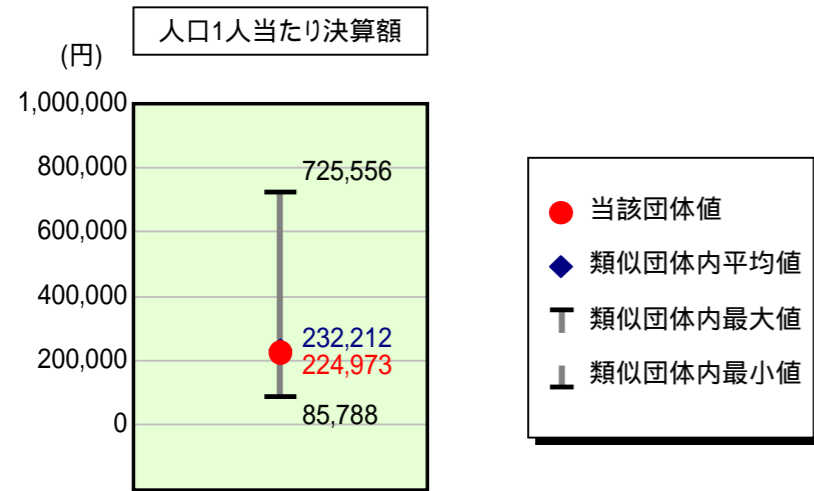 人口1人当たり決算額
(円)
1,000,000
800,000
600,000
400,000
200,000
0
725,556
232,212
224,973
85,788
当該団体値
類似団体内平均値
類似団体内最大値
類似団体内最小値